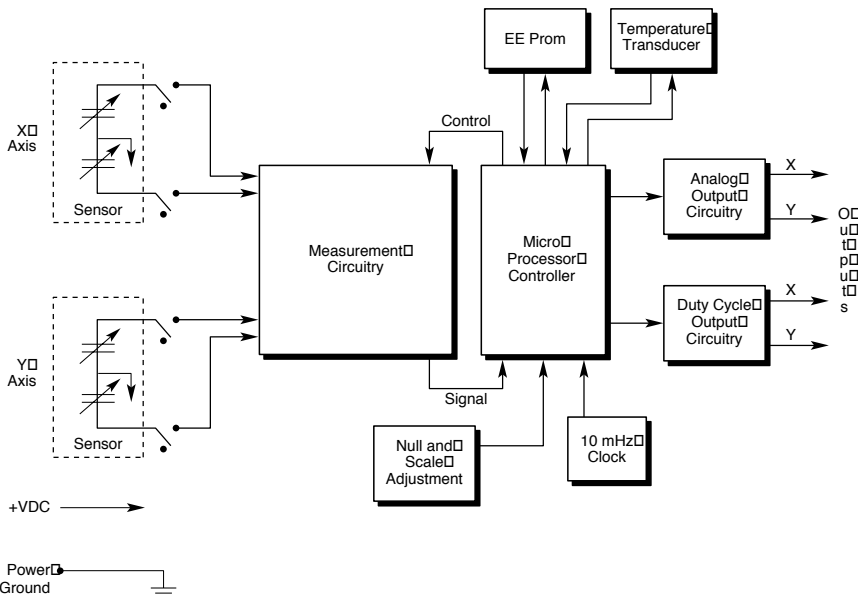 EE Prom
Temperature
Transducer
X
Axis
Sensor
Control
Measurement
Circuitry
Micro
Processor
Controller
Analog
Output
Circuitry
X
Y
Duty Cycle
Output
Circuitry
X
Y
O
u
t
p
u
t
s
Y
Axis
Sensor
Signal
Null and
Scale
Adjustment
10 mHz
Clock
+VDC
Power
Ground